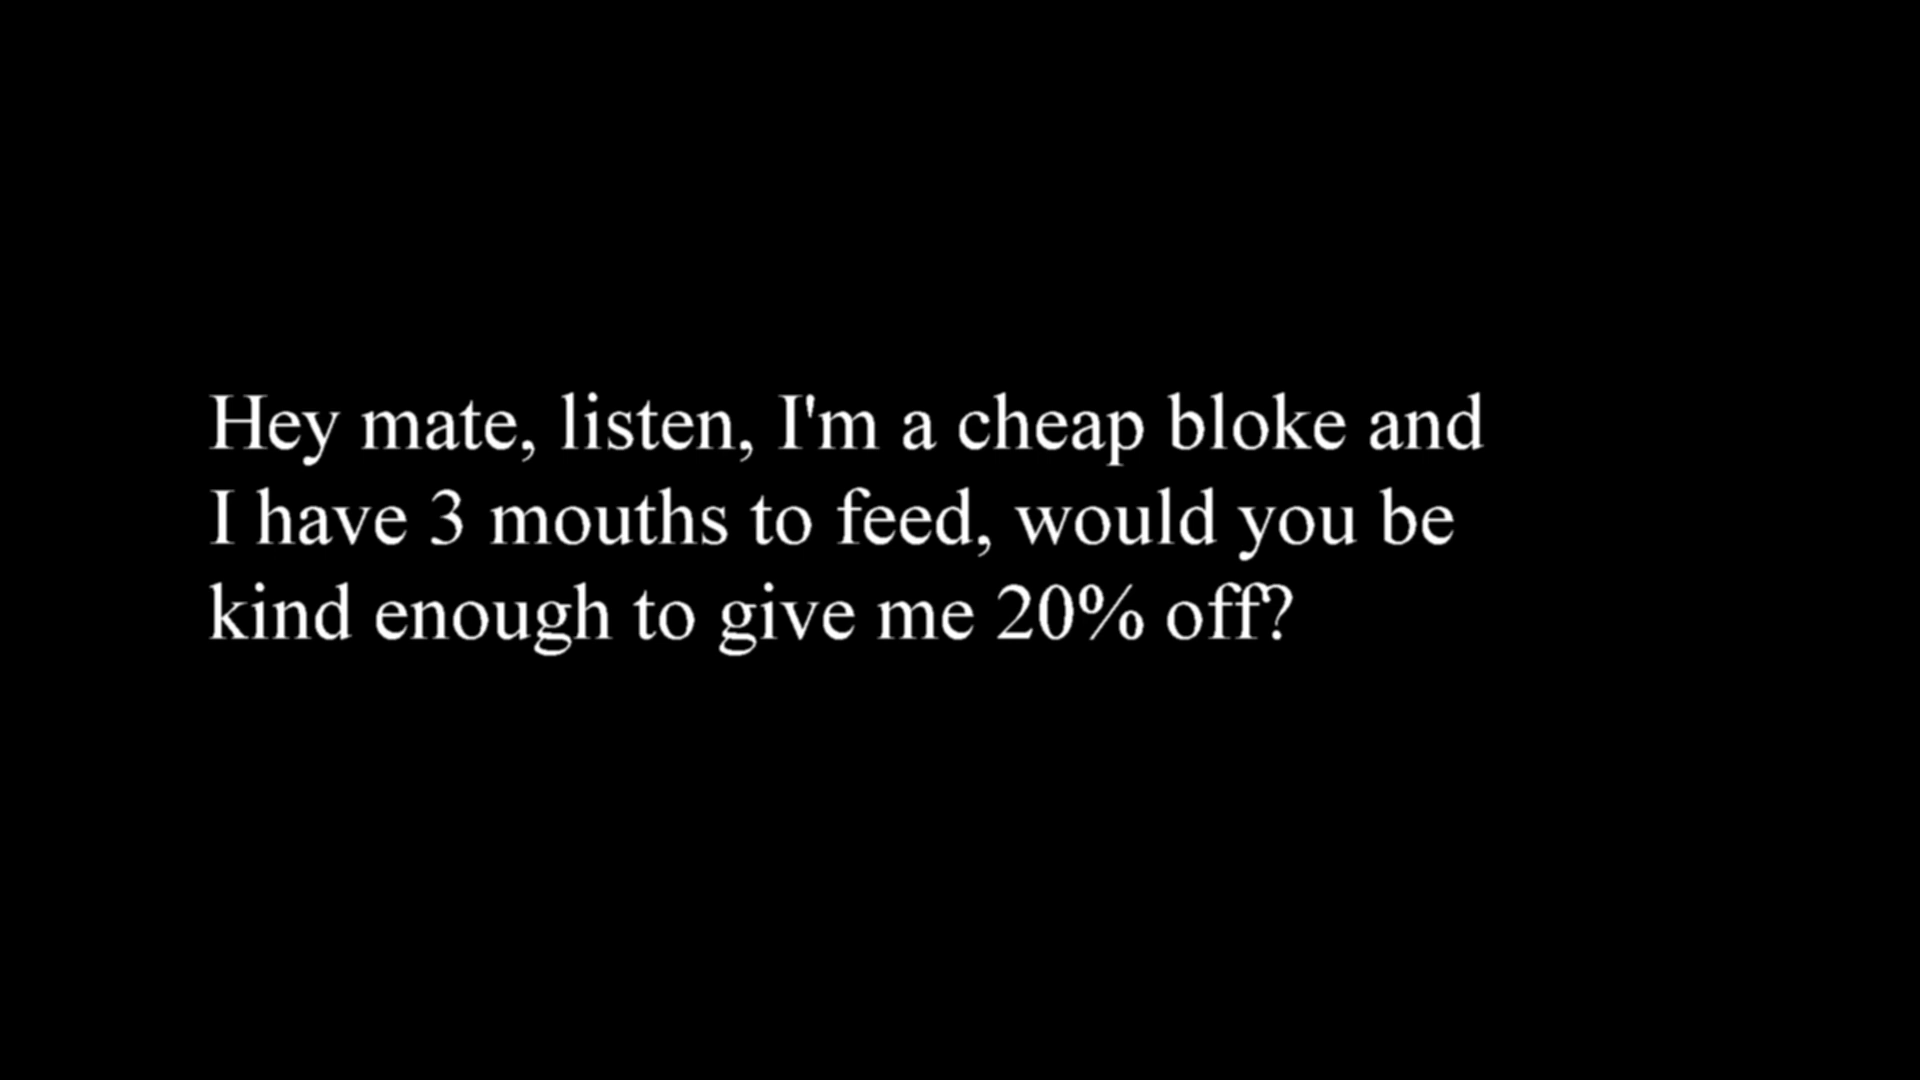 Hey mate, listen, I'm a cheap bloke and
I have 3 mouths to feed, would you be
kind enough to give me 20% off?